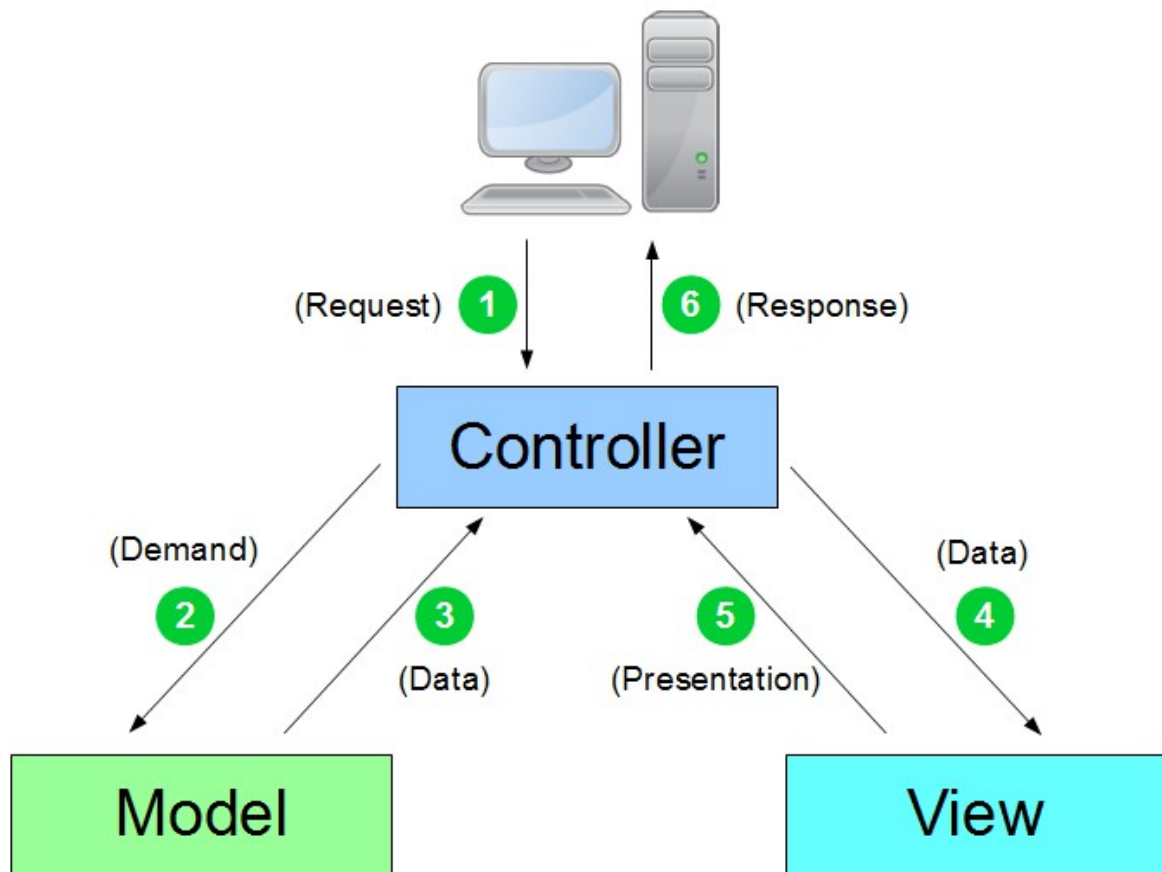 (Request) 1 6 (Response)
Controller
(Demand) (Data)
2 3 5 4
(Data) (Presentation)
Model View